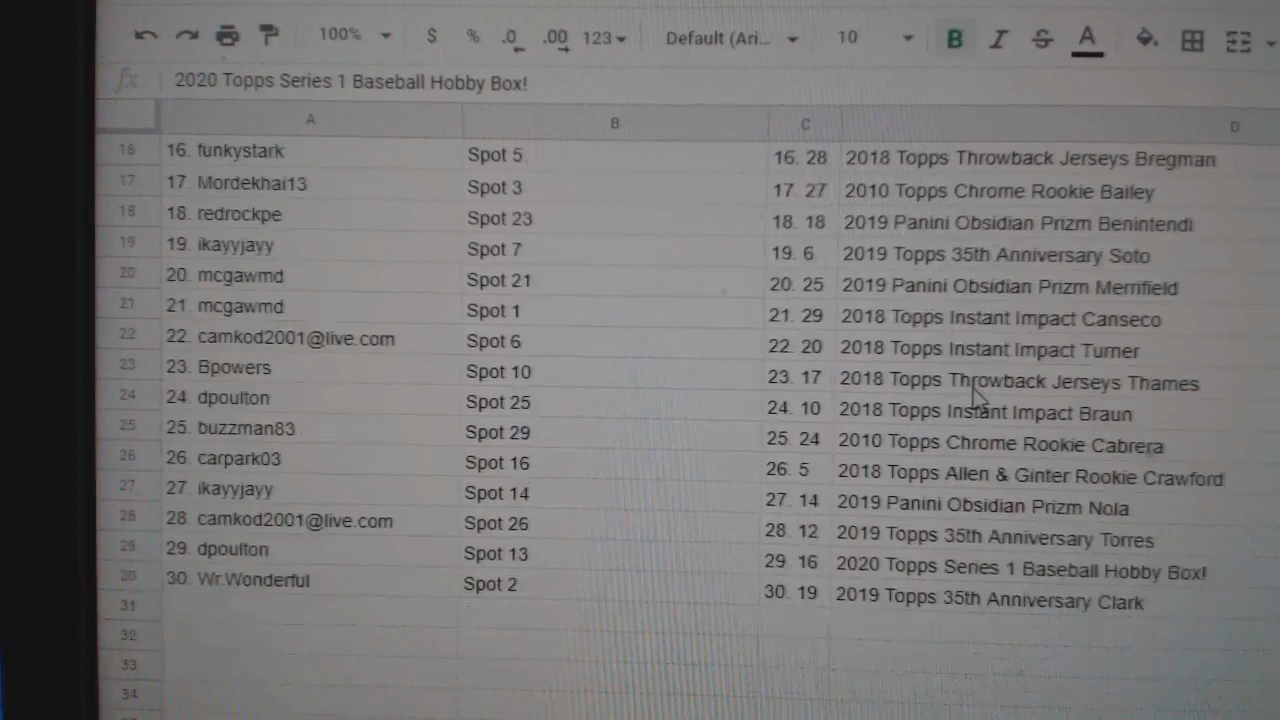 100% $ % .0 .00 123 Default (Ari... 10 B I S A
fx 2020 Topps Series 1 Baseball Hobby Box!
A B C D
16 16. funkystark Spot 5 16. 28 2018 Topps Throwback Jerseys Bregman
17 17. Mordekhai13 Spot 3 17. 27 2010 Topps Chrome Rookie Bailey
18 18. redrockpe Spot 23 18. 18 2019 Panini Obsidian Prizm Benintendi
19 19. ikayyjayy Spot 7 19. 6 2019 Topps 35th Anniversary Soto
20 20. mcgawmd Spot 21 20. 25 2019 Panini Obsidian Prizm Merrifield
21 21. mcgawmd Spot 1 21. 29 2018 Topps Instant Impact Canseco
22 22. camkod2001@live.com Spot 6 22. 20 2018 Topps Instant Impact Turner
23 23. Bpowers Spot 10 23. 17 2018 Topps Throwback Jerseys Thames
24 24. dpoulton Spot 25 24. 10 2018 Topps Instant Impact Braun
25 25. buzzman83 Spot 29 25. 24 2010 Topps Chrome Rookie Cabrera
26 26. carpark03 Spot 16 26. 5 2018 Topps Allen & Ginter Rookie Crawford
27 27. ikayyjayy Spot 14 27. 14 2019 Panini Obsidian Prizm Nola
28 28. camkod2001@live.com Spot 26 28. 12 2019 Topps 35th Anniversary Torres
29 29. dpoulton Spot 13 29. 16 2020 Topps Series 1 Baseball Hobby Box!
30 30. Wr.Wonderful Spot 2 30. 19 2019 Topps 35th Anniversary Clark
31
32
33
34